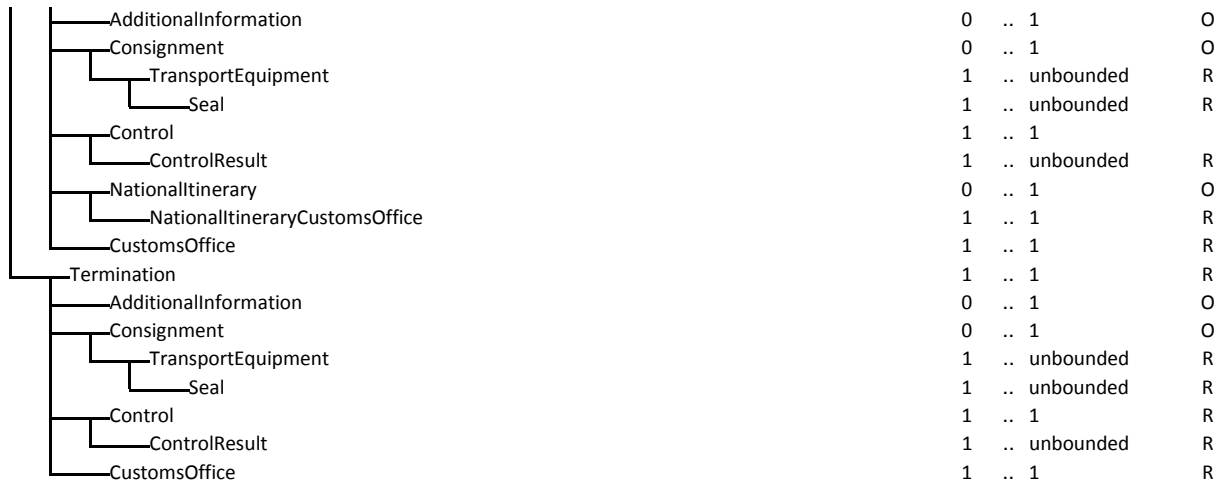 AdditionalInformation 0 .. 1 O
Consignment 0 .. 1 O
TransportEquipment 1 .. unbounded R
Seal 1 .. unbounded R
Control 1 .. 1
ControlResult 1 .. unbounded R
NationalItinerary 0 .. 1 O
NationalItineraryCustomsOffice 1 .. 1 R
CustomsOffice 1 .. 1 R
Termination 1 .. 1 R
AdditionalInformation 0 .. 1 O
Consignment 0 .. 1 O
TransportEquipment 1 .. unbounded R
Seal 1 .. unbounded R
Control 1 .. 1 R
ControlResult 1 .. unbounded R
CustomsOffice 1 .. 1 R